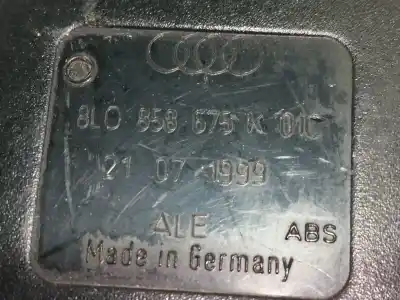 8L0 858 675 K 01C
21 07 1999
ALE ABS
Made in Germany